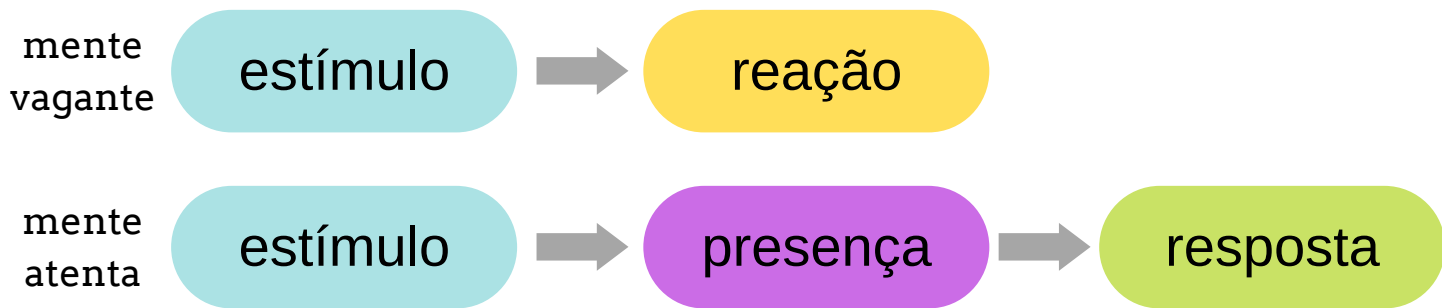 mente
vagante
estímulo
reação
mente
atenta
estímulo
presença
resposta